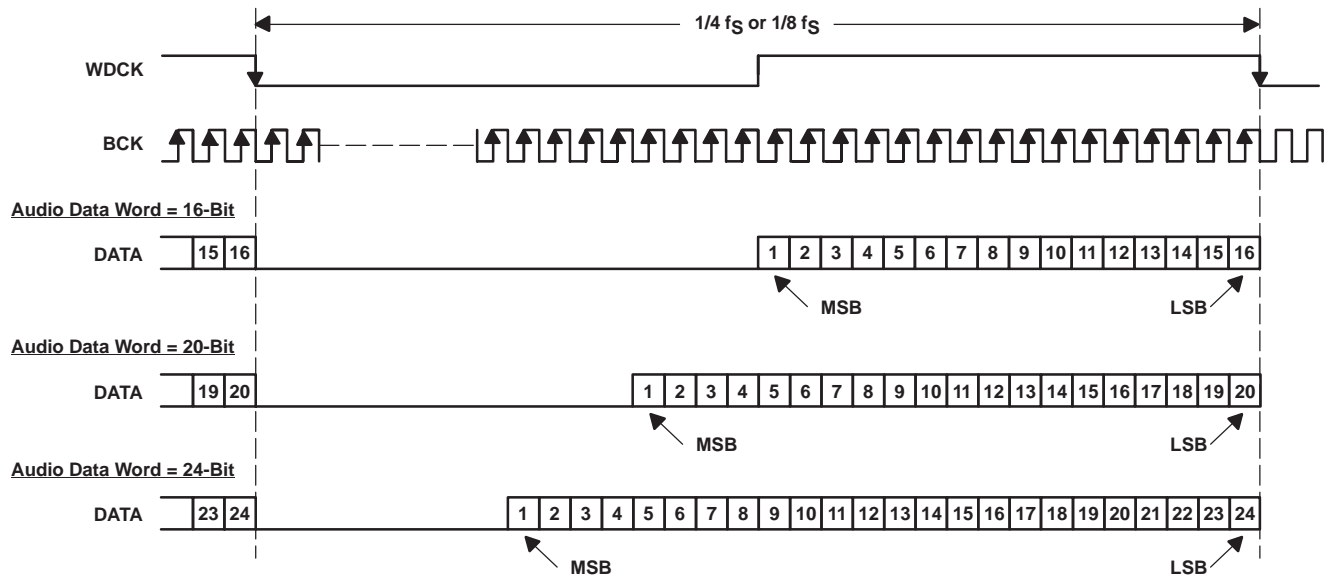 1/4 fS or 1/8 fS
WDCK
BCK
Audio Data Word = 16-Bit
DATA 15 16 1 2 3 4 5 6 7 8 9 10 11 12 13 14 15 16
MSB LSB
Audio Data Word = 20-Bit
DATA 19 20 1 2 3 4 5 6 7 8 9 10 11 12 13 14 15 16 17 18 19 20
MSB LSB
Audio Data Word = 24-Bit
DATA 23 24 1 2 3 4 5 6 7 8 9 10 11 12 13 14 15 16 17 18 19 20 21 22 23 24
MSB LSB